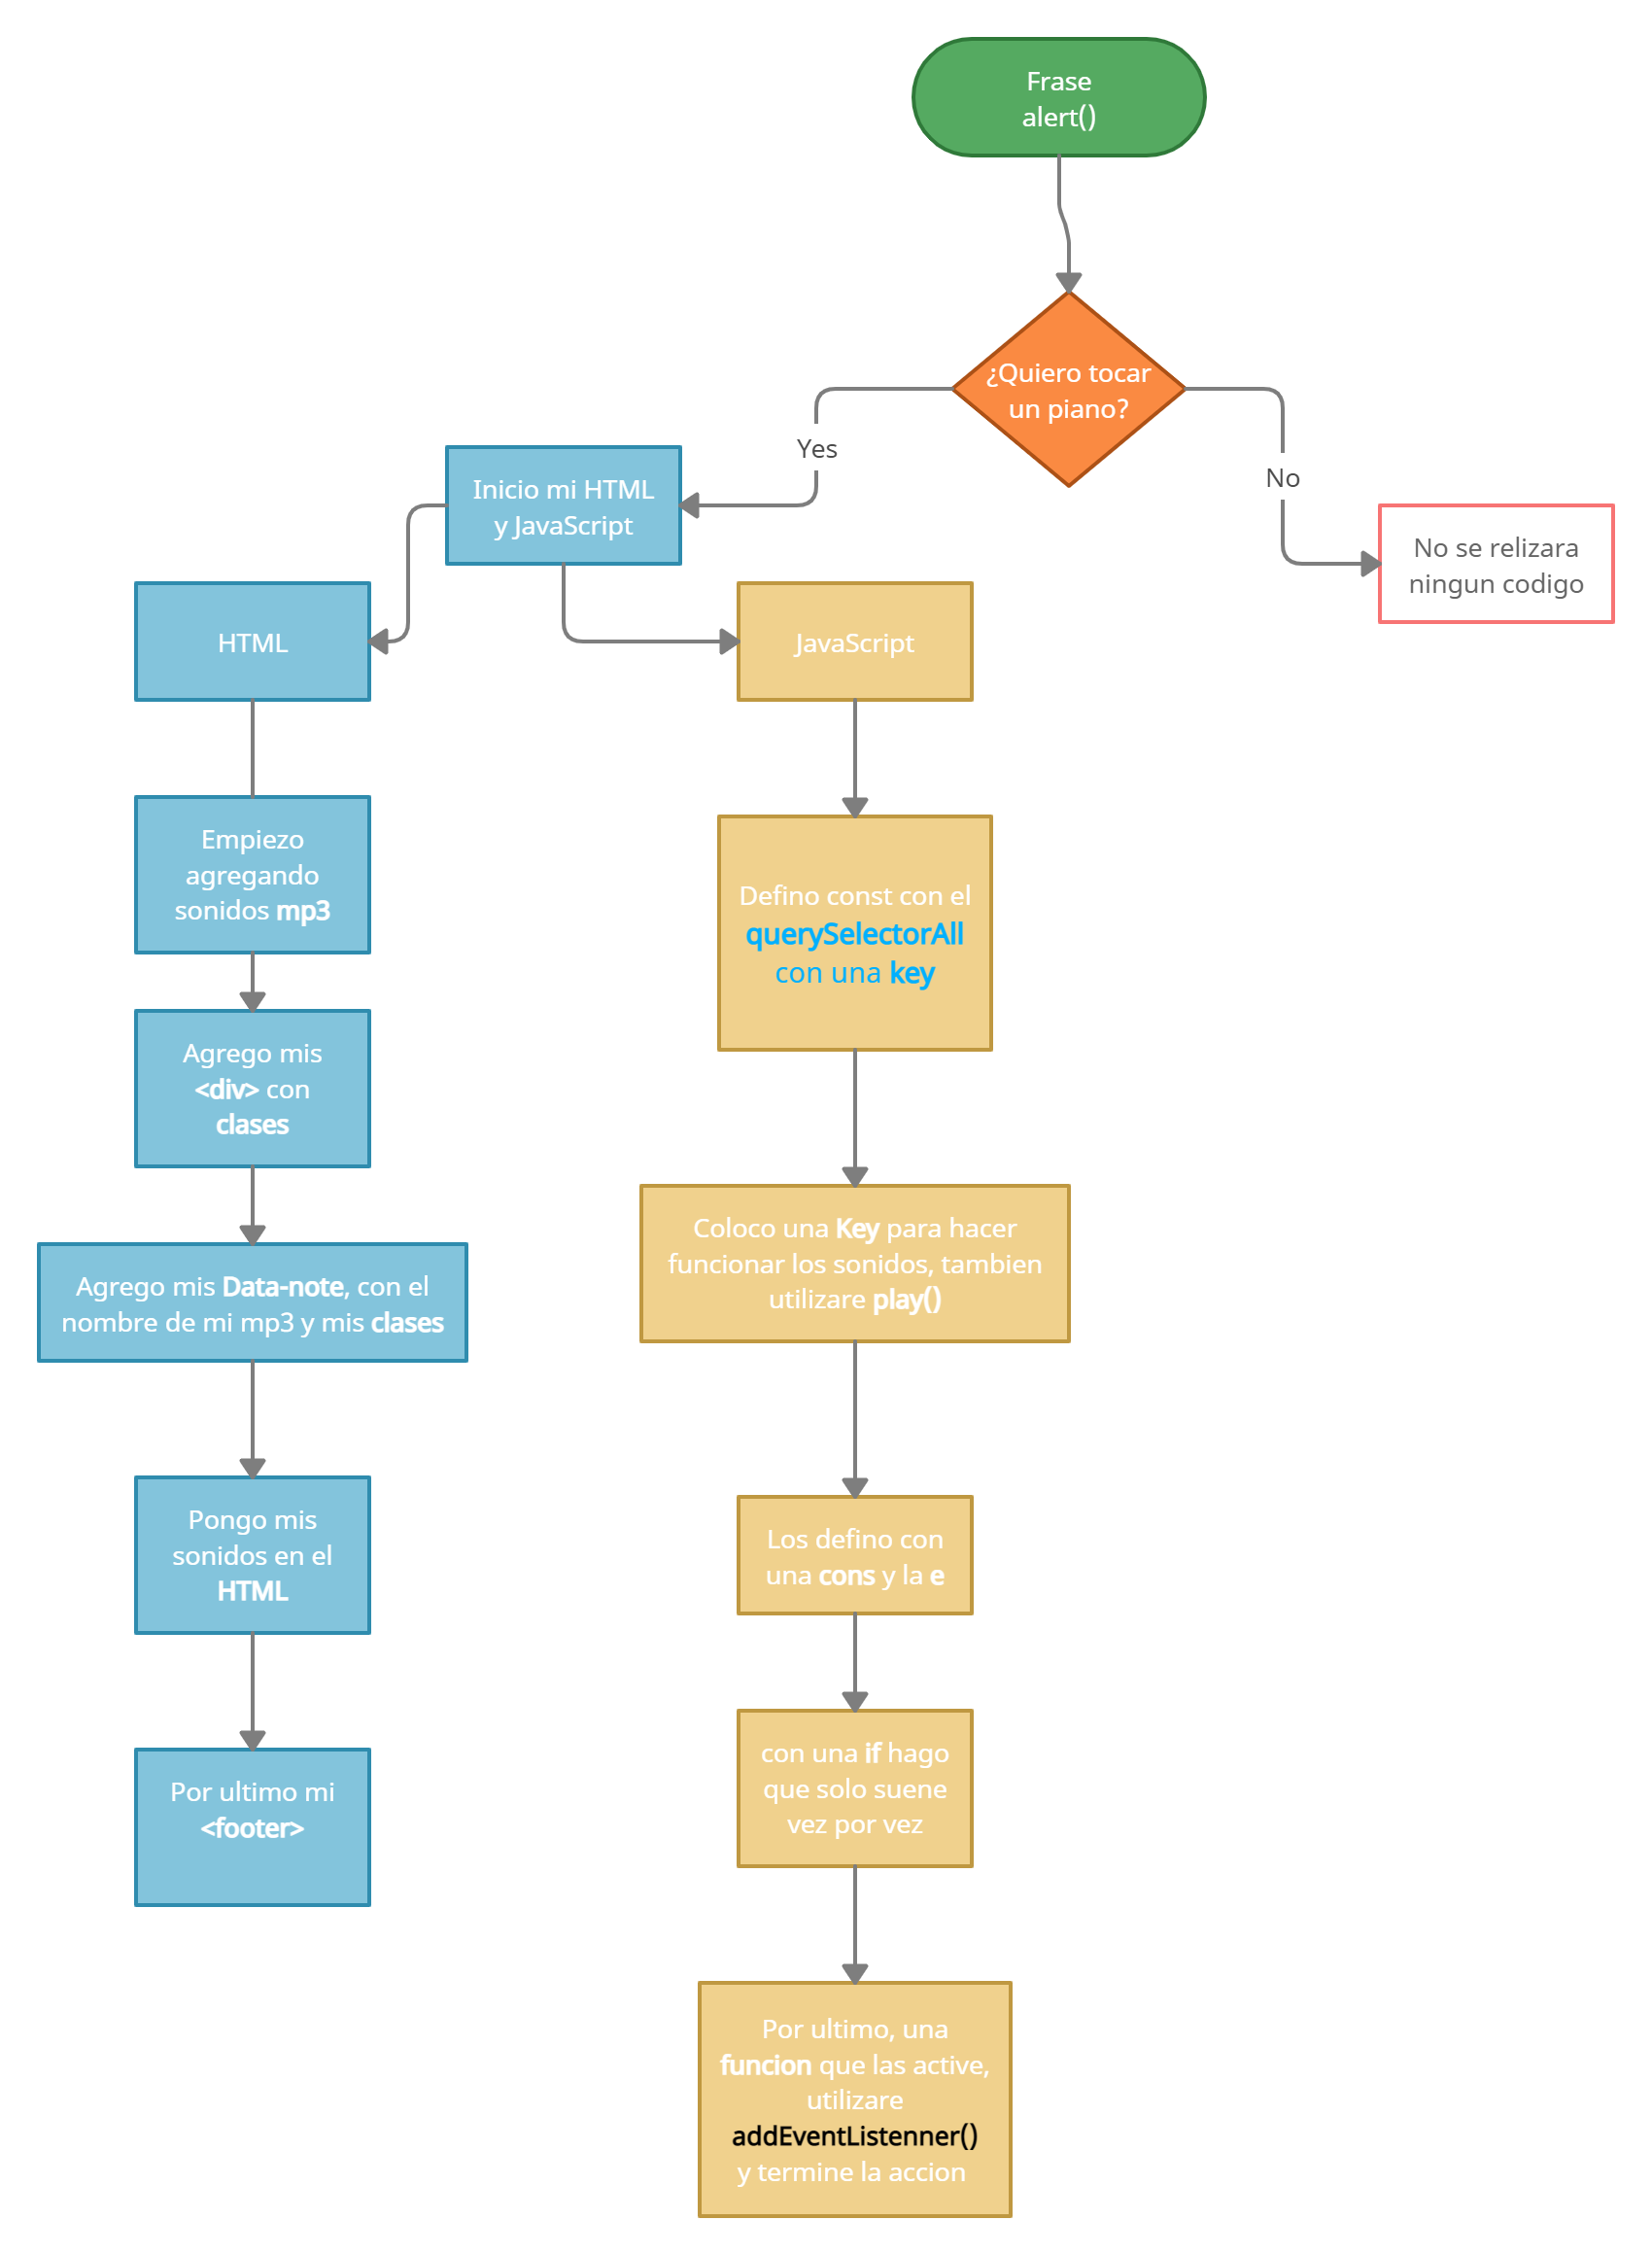 Frase
alert()
¿Quiero tocar
un piano?
Yes
No
Inicio mi HTML
y JavaScript
No se relizara
ningun codigo
HTML
JavaScript
Empiezo
agregando
sonidos mp3
Agrego mis
<div> con
clases
Agrego mis Data-note, con el
nombre de mi mp3 y mis clases
Pongo mis
sonidos en el
HTML
Por ultimo mi
<footer>
Defino const con el
querySelectorAll
con una key
Coloco una Key para hacer
funcionar los sonidos, tambien
utilizare play()
Los defino con
una cons y la e
con una if hago
que solo suene
vez por vez
Por ultimo, una
funcion que las active,
utilizare
addEventListenner()
y termine la accion